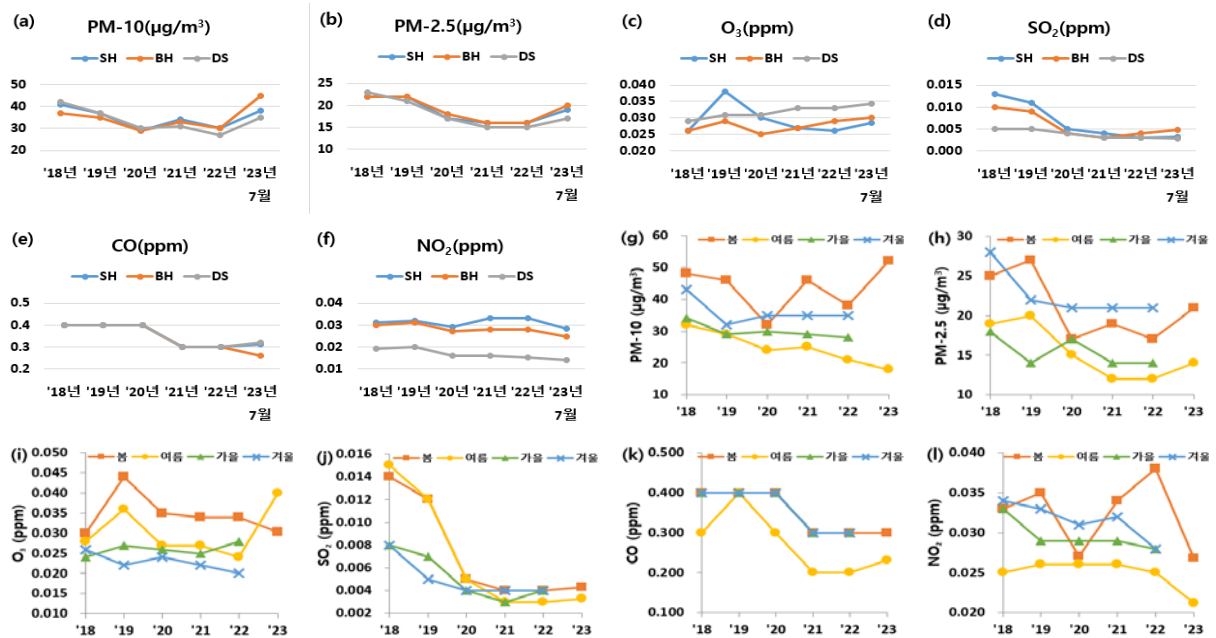 (a) PM-10(μg/m³)
SH BH DS
50
40
30
20
'18년 '19년 '20년 '21년 '22년 '23년
7월
(b) PM-2.5(μg/m³)
SH BH DS
25
20
15
10
'18년 '19년 '20년 '21년 '22년 '23년
7월
(c) O₃(ppm)
SH BH DS
0.040
0.035
0.030
0.025
0.020
'18년 '19년 '20년 '21년 '22년 '23년
7월
(d) SO₂(ppm)
SH BH DS
0.015
0.010
0.005
0.000
'18년 '19년 '20년 '21년 '22년 '23년
7월
(e) CO(ppm)
SH BH DS
0.5
0.4
0.3
0.2
'18년 '19년 '20년 '21년 '22년 '23년
7월
(f) NO₂(ppm)
SH BH DS
0.04
0.03
0.02
0.01
'18년 '19년 '20년 '21년 '22년 '23년
7월
(g)
봄 여름 가을 겨울
PM-10 (μg/m³)
60
50
40
30
20
10
'18 '19 '20 '21 '22 '23
(h)
봄 여름 가을 겨울
PM-2.5 (μg/m³)
30
25
20
15
10
'18 '19 '20 '21 '22 '23
(i)
봄 여름 가을 겨울
O₃ (ppm)
0.050
0.045
0.040
0.035
0.030
0.025
0.020
0.015
0.010
'18 '19 '20 '21 '22 '23
(j)
봄 여름 가을 겨울
SO₂ (ppm)
0.016
0.014
0.012
0.010
0.008
0.006
0.004
0.002
'18 '19 '20 '21 '22 '23
(k)
봄 여름 가을 겨울
CO (ppm)
0.500
0.400
0.300
0.200
0.100
'18 '19 '20 '21 '22 '23
(l)
봄 여름 가을 겨울
NO₂ (ppm)
0.040
0.035
0.030
0.025
0.020
'18 '19 '20 '21 '22 '23